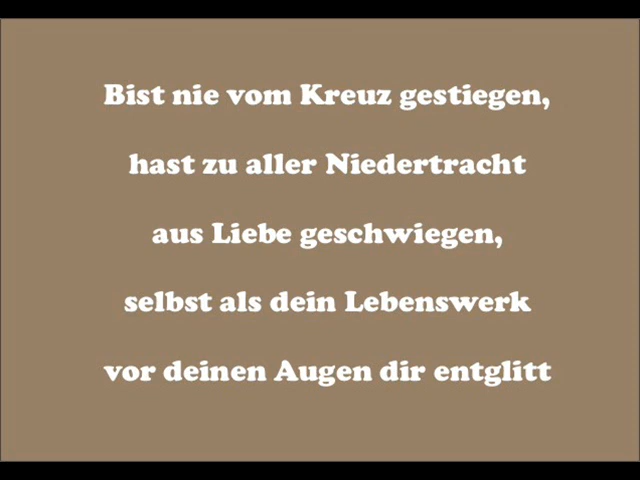 Bist nie vom Kreuz gestiegen,
hast zu aller Niedertracht
aus Liebe geschwiegen,
selbst als dein Lebenswerk
vor deinen Augen dir entglitt